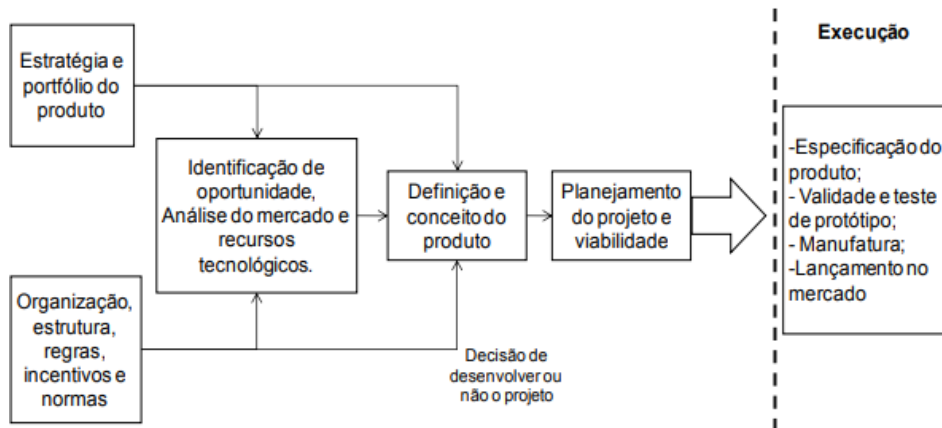 Execução
Estratégia e
portfólio do
produto
Identificação de
oportunidade,
Análise do mercado e
recursos
tecnológicos.
Definição e
conceito do
produto
Planejamento
do projeto e
viabilidade
-Especificação do
produto;
- Validade e teste
de protótipo;
- Manufatura;
-Lançamento no
mercado
Organização,
estrutura,
regras,
incentivos e
normas
Decisão de
desenvolver ou
não o projeto